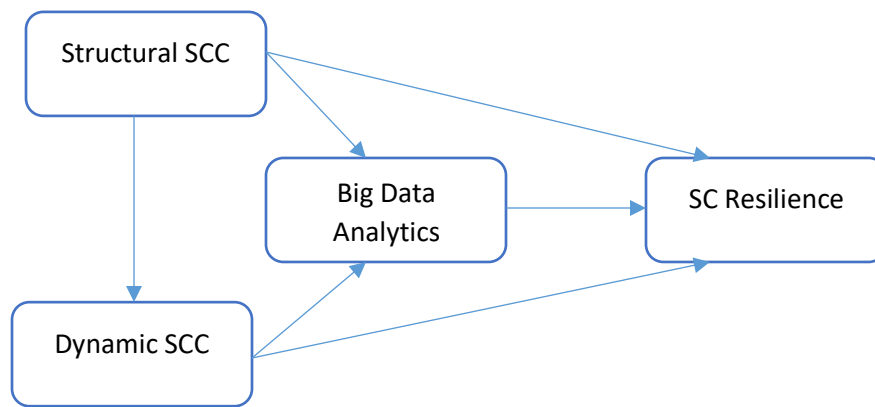 Structural SCC
Big Data
Analytics
SC Resilience
Dynamic SCC